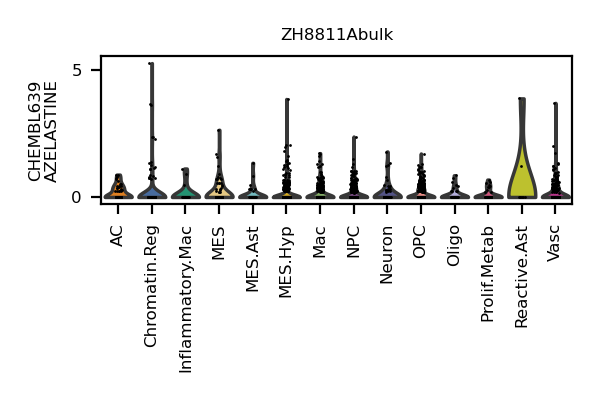 ZH8811Abulk
CHEMBL639
AZELASTINE
5
0
AC
Chromatin.Reg
Inflammatory.Mac
MES
MES.Ast
MES.Hyp
Mac
NPC
Neuron
OPC
Oligo
Prolif.Metab
Reactive.Ast
Vasc